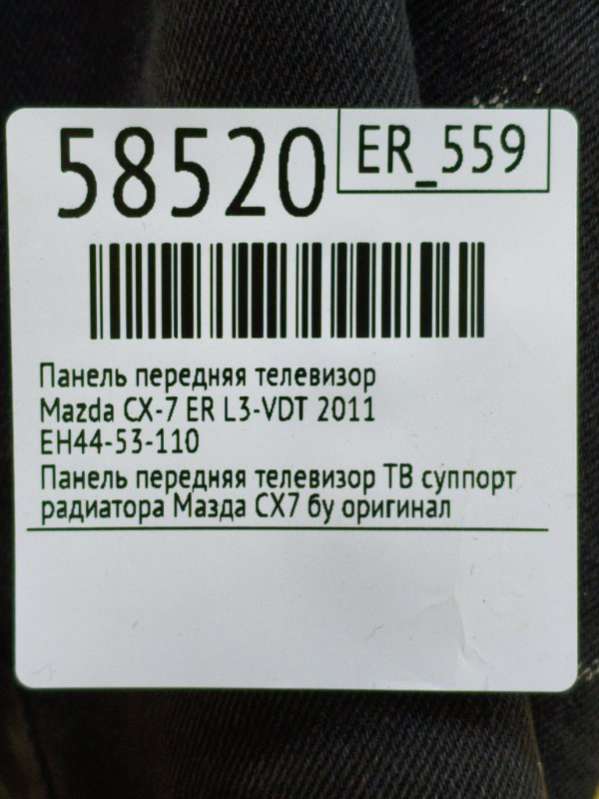 58520
ER_559
Панель передняя телевизор
Mazda CX-7 ER L3-VDT 2011
EH44-53-110
Панель передняя телевизор ТВ суппорт
радиатора Мазда СХ7 бу оригинал